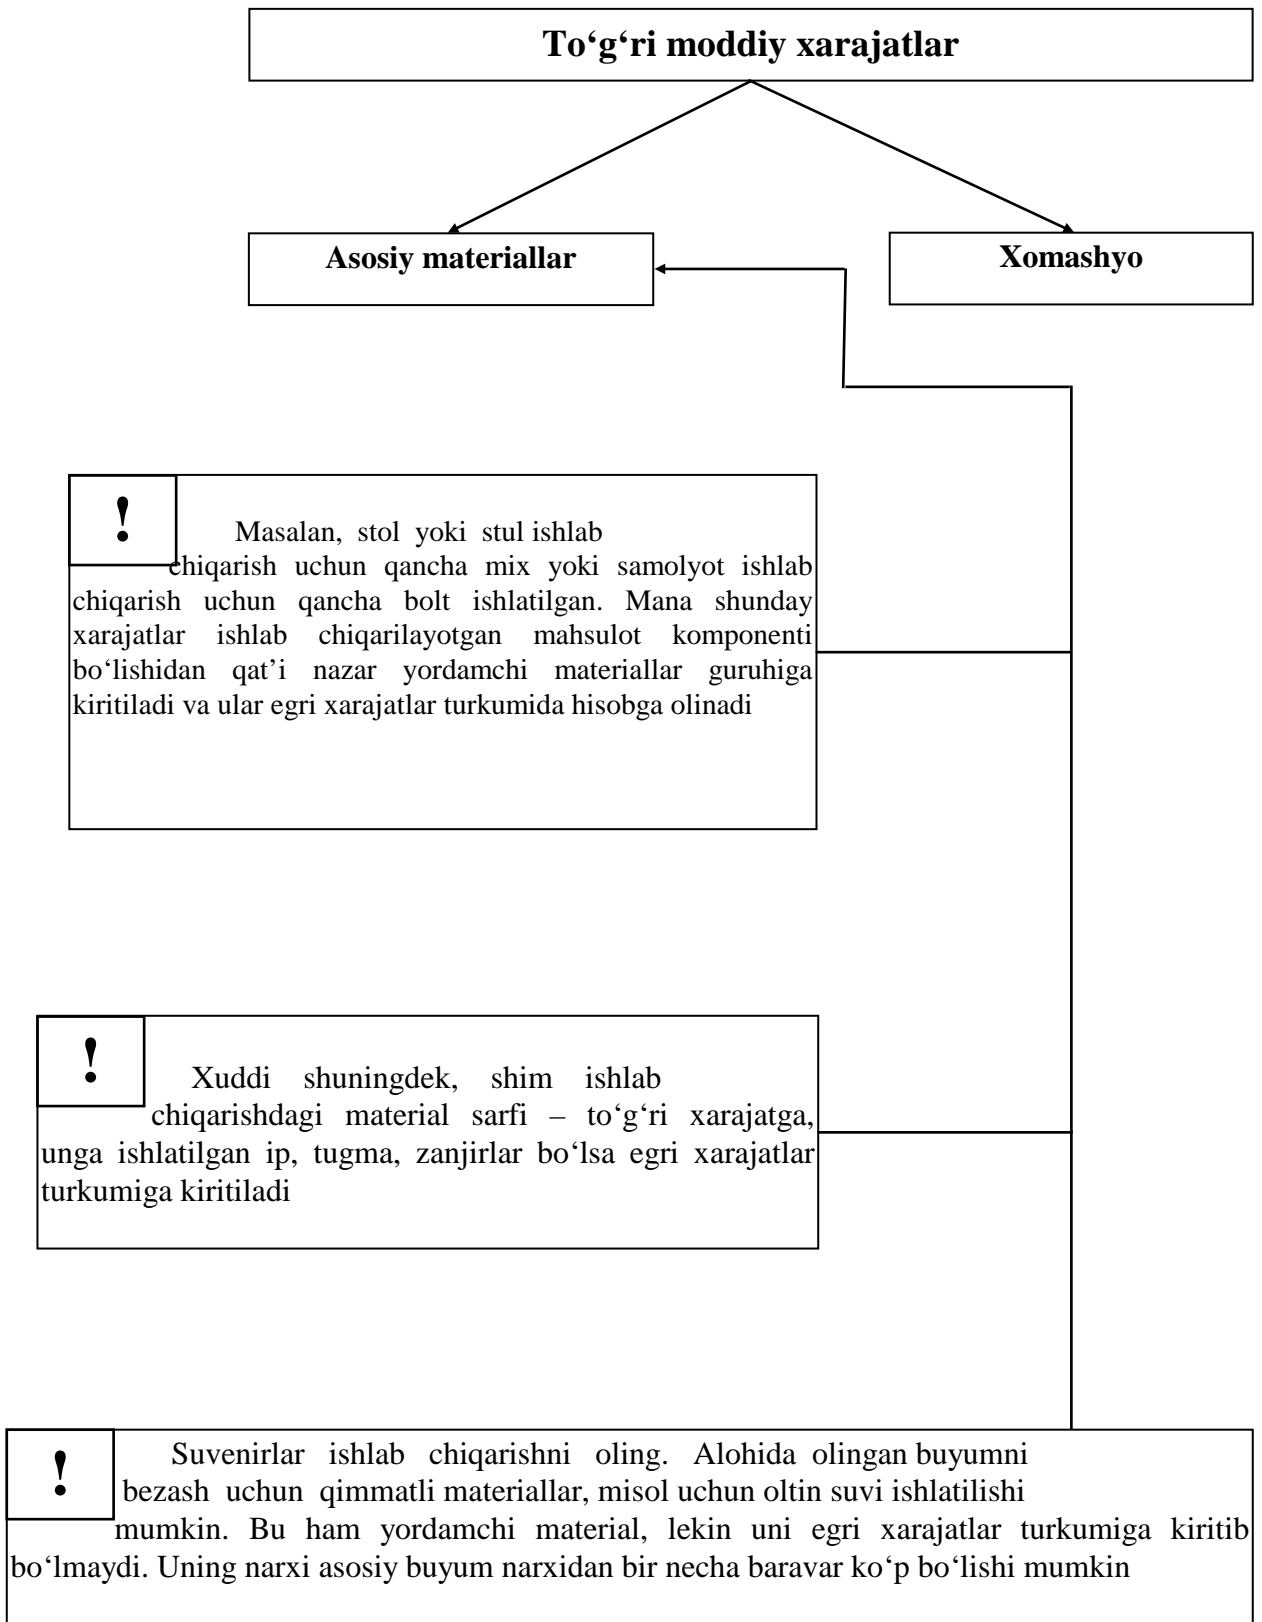 To‘g‘ri moddiy xarajatlar
Asosiy materiallar
Xomashyo
!
Masalan, stol yoki stul ishlab
chiqarish uchun qancha mix yoki samolyot ishlab
chiqarish uchun qancha bolt ishlatilgan. Mana shunday
xarajatlar ishlab chiqarilayotgan mahsulot komponenti
bo‘lishidan qat’i nazar yordamchi materiallar guruhiga
kiritiladi va ular egri xarajatlar turkumida hisobga olinadi
!
Xuddi shuningdek, shim ishlab
chiqarishdagi material sarfi – to‘g‘ri xarajatga,
unga ishlatilgan ip, tugma, zanjirlar bo‘lsa egri xarajatlar
turkumiga kiritiladi
!
Suvenirlar ishlab chiqarishni oling. Alohida olingan buyumni
bezash uchun qimmatli materiallar, misol uchun oltin suvi ishlatilishi
mumkin. Bu ham yordamchi material, lekin uni egri xarajatlar turkumiga kiritib
bo‘lmaydi. Uning narxi asosiy buyum narxidan bir necha baravar ko‘p bo‘lishi mumkin